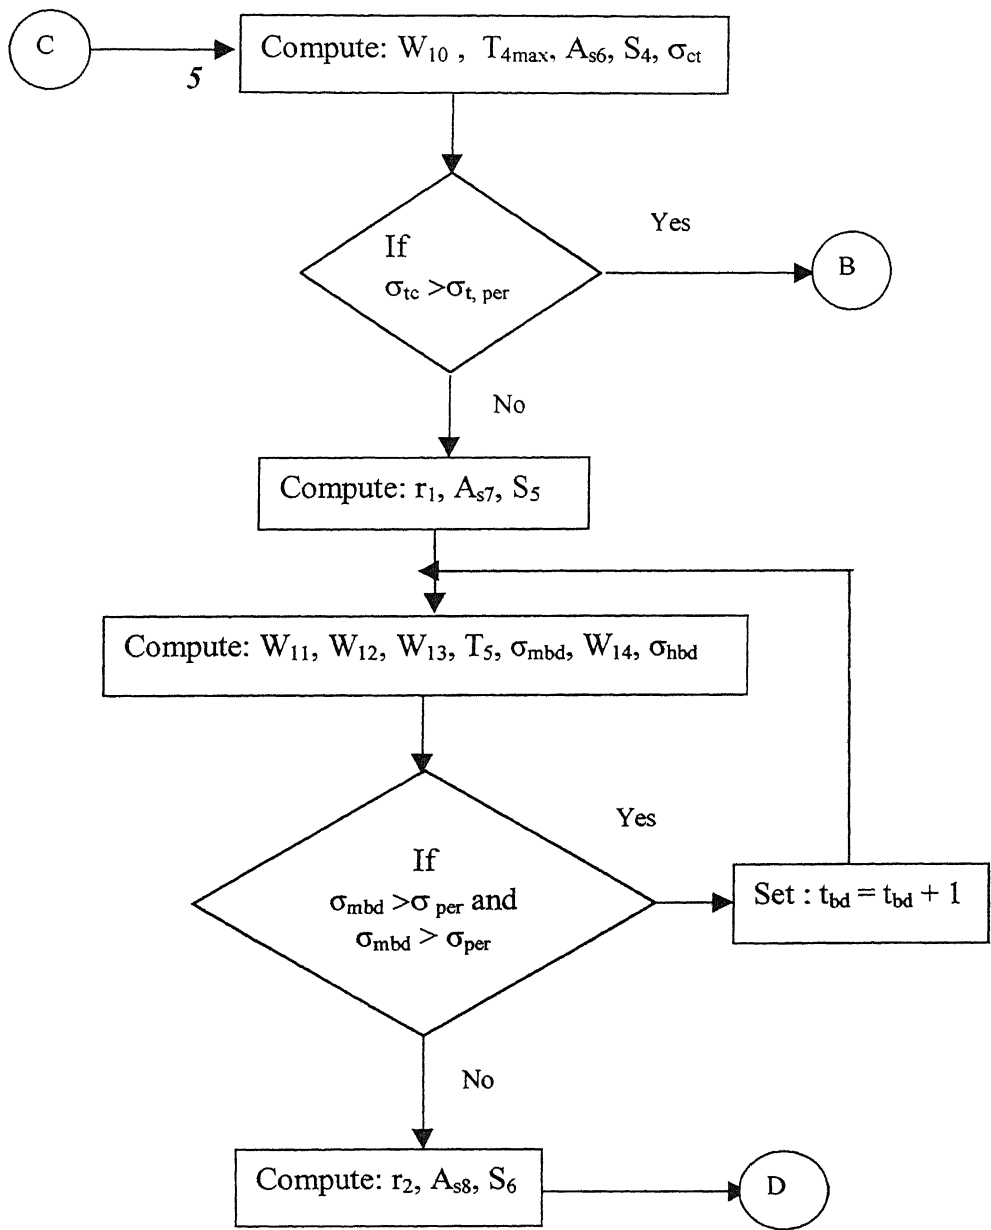 C
5
Compute: W₁₀ , T₄ₘₐₓ, Aₛ₆, S₄, σct
If
σtc >σt, per
Yes
B
No
Compute: r₁, Aₛ₇, S₅
Compute: W₁₁, W₁₂, W₁₃, T₅, σmbd, W₁₄, σhbd
If
σmbd >σ per and
σmbd > σper
Yes
Set : tbd = tbd + 1
No
Compute: r₂, Aₛ₈, S₆
D